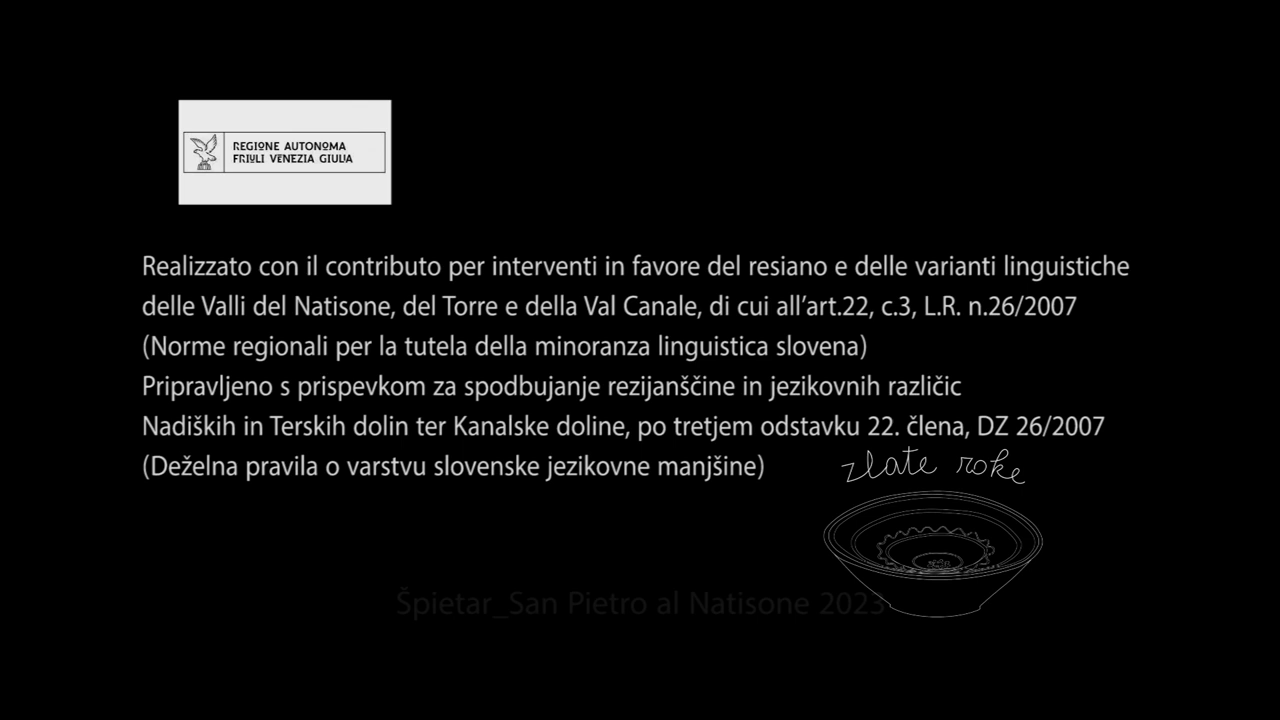 REGIONE AUTONOMA
FRIULI VENEZIA GIULIA
Realizzato con il contributo per interventi in favore del resiano e delle varianti linguistiche
delle Valli del Natisone, del Torre e della Val Canale, di cui all’art.22, c.3, L.R. n.26/2007
(Norme regionali per la tutela della minoranza linguistica slovena)
Pripravljeno s prispevkom za spodbujanje rezijanščine in jezikovnih različic
Nadiških in Terskih dolin ter Kanalske doline, po tretjem odstavku 22. člena, DZ 26/2007
(Deželna pravila o varstvu slovenske jezikovne manjšine)
zlate roke
Špietar_San Pietro al Natisone 2023